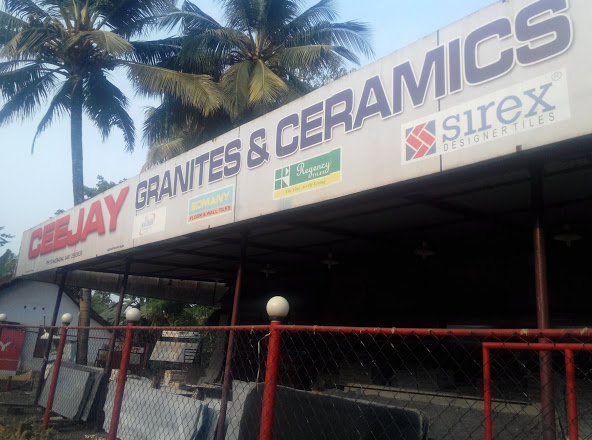 CEEJAY GRANITES & CERAMICS
SOMANY
Regency
sirex®
DESIGNER TILES